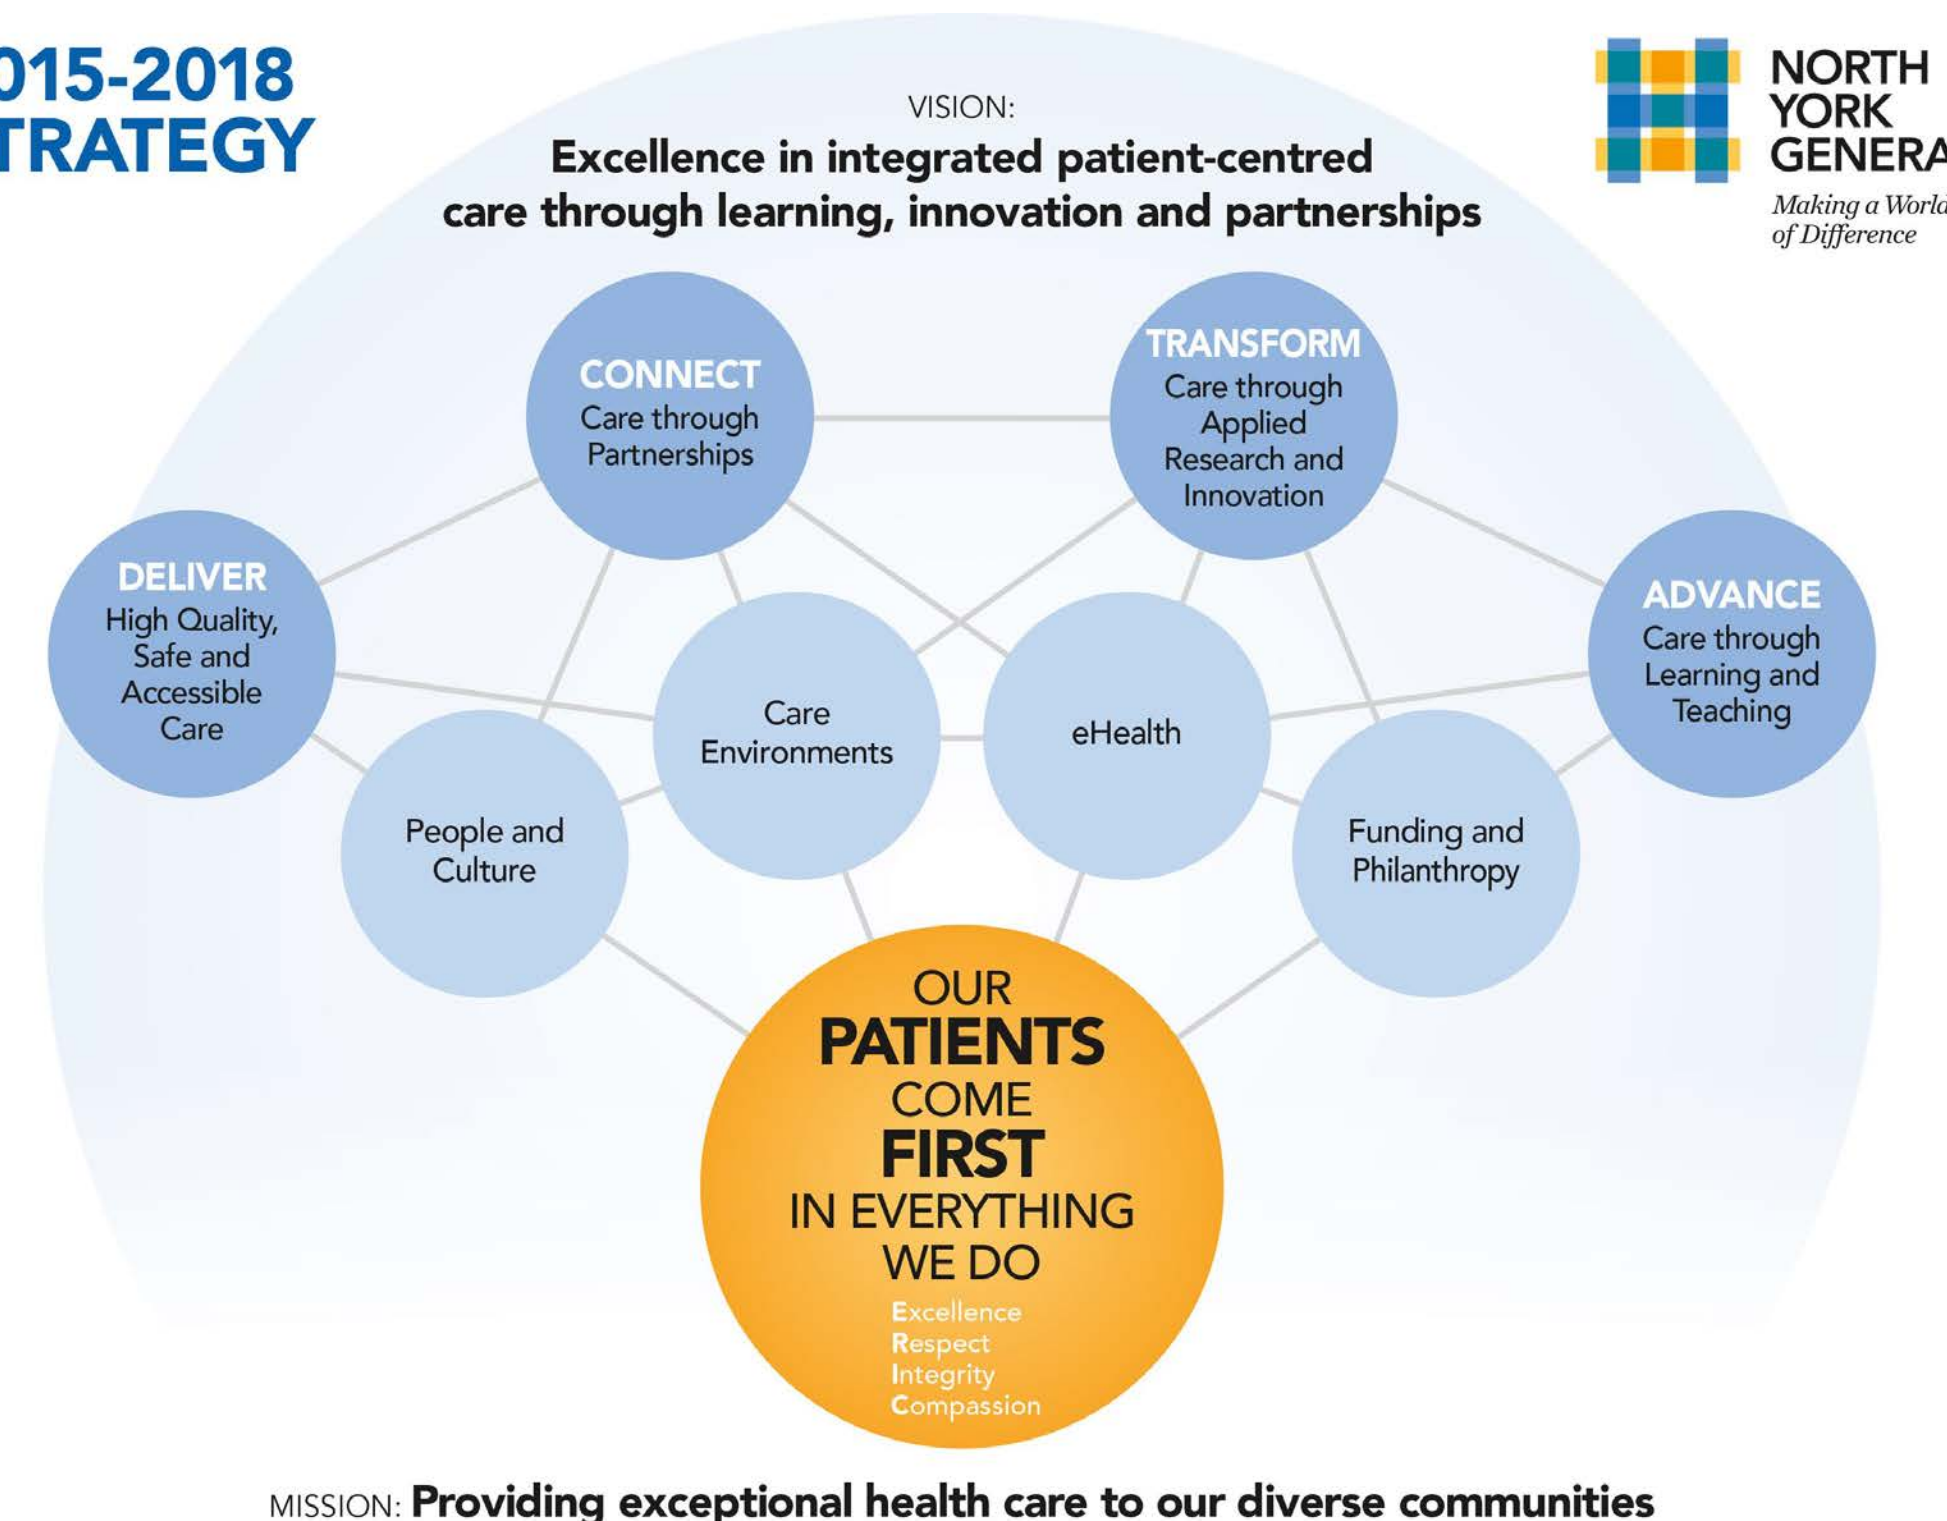 015-2018
TRATEGY
NORTH
YORK
GENERA
Making a World
of Difference
VISION:
Excellence in integrated patient-centred
care through learning, innovation and partnerships
CONNECT
Care through
Partnerships
TRANSFORM
Care through
Applied
Research and
Innovation
DELIVER
High Quality,
Safe and
Accessible
Care
ADVANCE
Care through
Learning and
Teaching
Care
Environments
eHealth
People and
Culture
Funding and
Philanthropy
OUR
PATIENTS
COME
FIRST
IN EVERYTHING
WE DO
Excellence
Respect
Integrity
Compassion
MISSION: Providing exceptional health care to our diverse communities